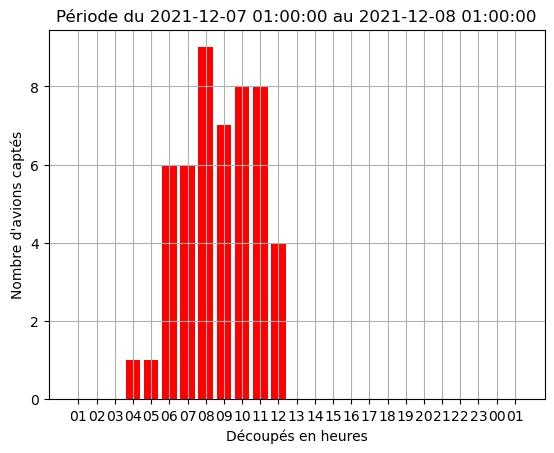 Période du 2021-12-07 01:00:00 au 2021-12-08 01:00:00
Nombre d'avions captés
8
6
4
2
0
01 02 03 04 05 06 07 08 09 10 11 12 13 14 15 16 17 18 19 20 21 22 23 00 01
Découpés en heures